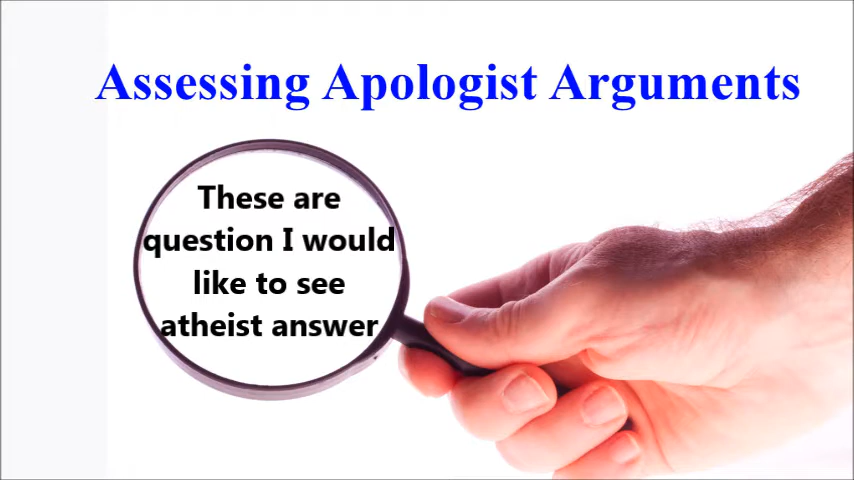 Assessing Apologist Arguments
These are
question I would
like to see
atheist answer